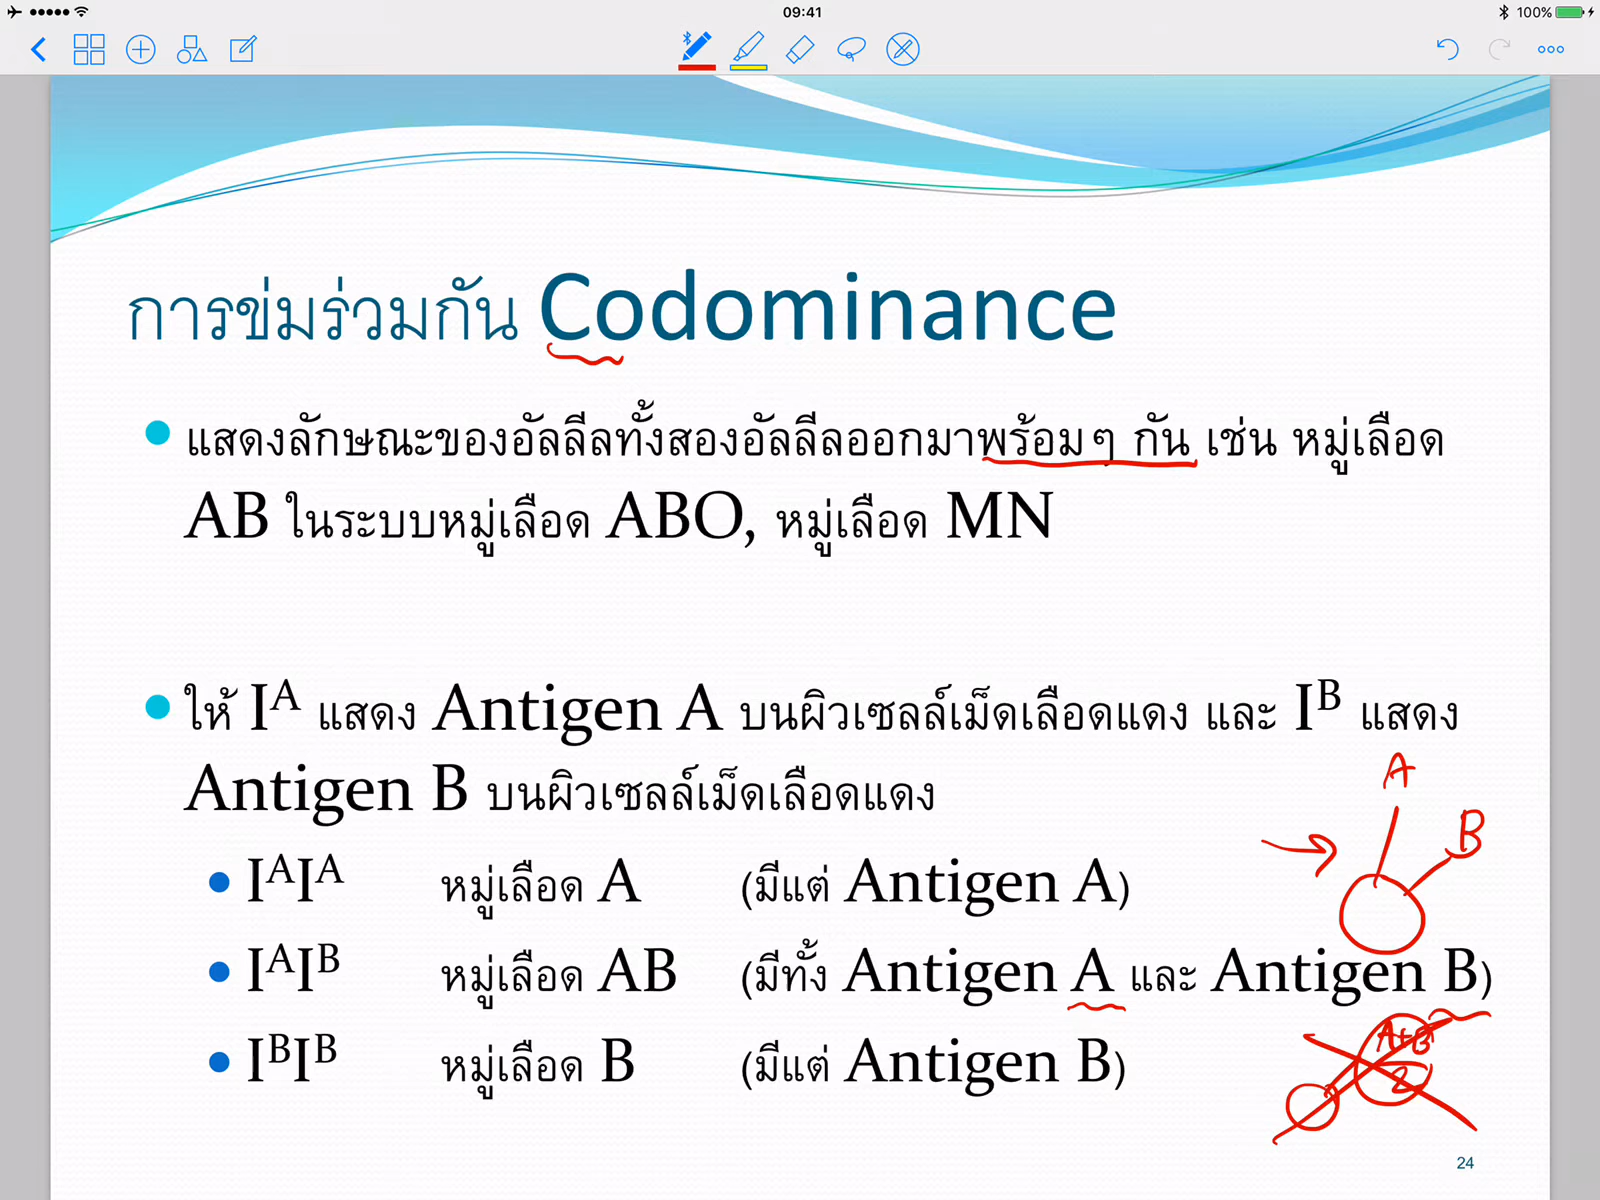 09:41
100%
การข่มร่วมกัน Codominance
แสดงลักษณะของอัลลีลทั้งสองอัลลีลออกมาพร้อมๆ กัน เช่น หมู่เลือด
AB ในระบบหมู่เลือด ABO, หมู่เลือด MN
ให้ Iᴬ แสดง Antigen A บนผิวเซลล์เม็ดเลือดแดง และ Iᴮ แสดง
Antigen B บนผิวเซลล์เม็ดเลือดแดง
A
B
IᴬIᴬ หมู่เลือด A (มีแต่ Antigen A)
IᴬIᴮ หมู่เลือด AB (มีทั้ง Antigen A และ Antigen B)
IᴮIᴮ หมู่เลือด B (มีแต่ Antigen B)
A+B
2
24